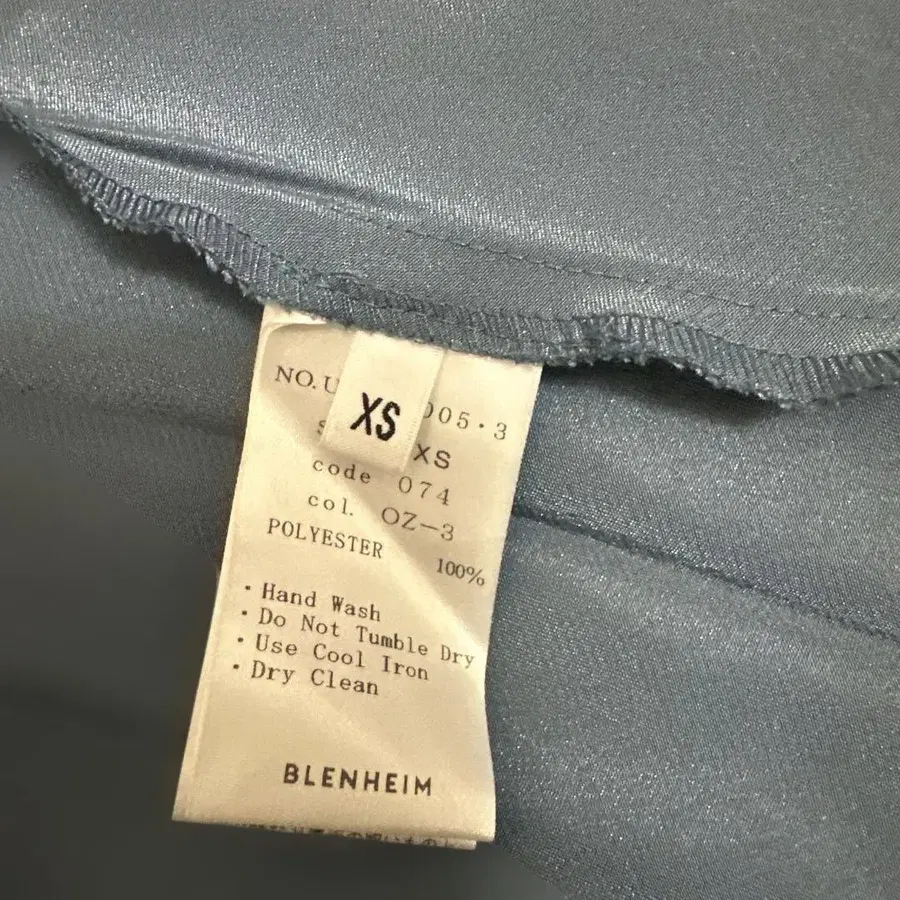 NO. U
005・3
XS
XS
code 074
col. OZ-3
POLYESTER 100%
・Hand Wash
・Do Not Tumble Dry
・Use Cool Iron
・Dry Clean
BLENHEIM